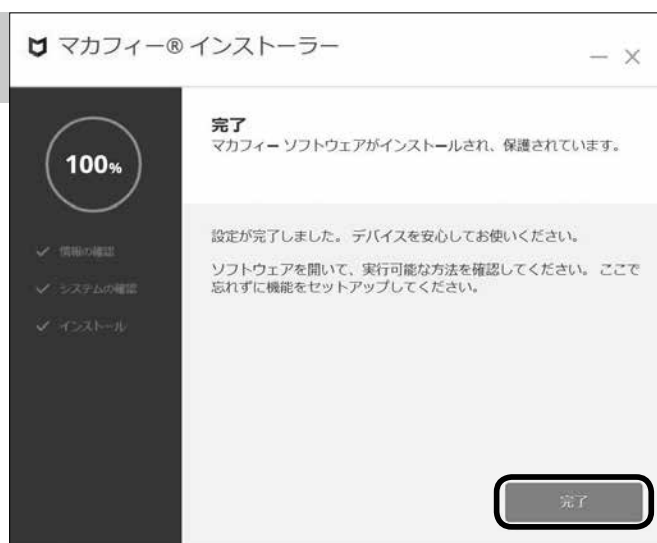 マカフィー® インストーラー
100%
✓ 情報の確認
✓ システムの確認
✓ インストール
完了
マカフィー ソフトウェアがインストールされ、保護されています。
設定が完了しました。 デバイスを安心してお使いください。
ソフトウェアを開いて、実行可能な方法を確認してください。 ここで
忘れずに機能をセットアップしてください。
完了